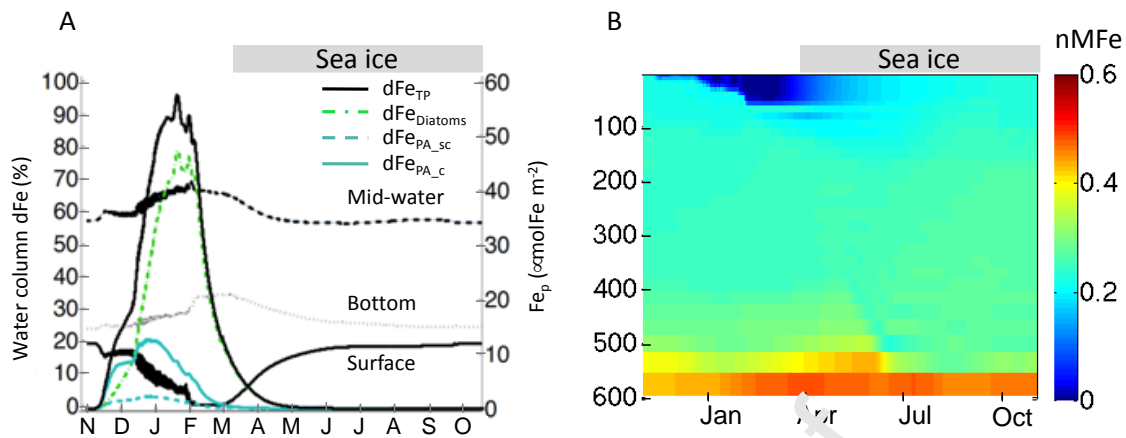 A
B
nMFe
Sea ice
Sea ice
100
90
80
70
60
50
40
30
20
10
0
Water column dFe (%)
dFe_TP
dFe_Diatoms
dFe_PA_sc
dFe_PA_c
Mid-water
Bottom
Surface
60
50
40
30
20
10
0
Fe_p (∝molFe m⁻²)
N D J F M A M J J A S O
100
200
300
400
500
600
Jan Apr Jul Oct
0.6
0.4
0.2
0